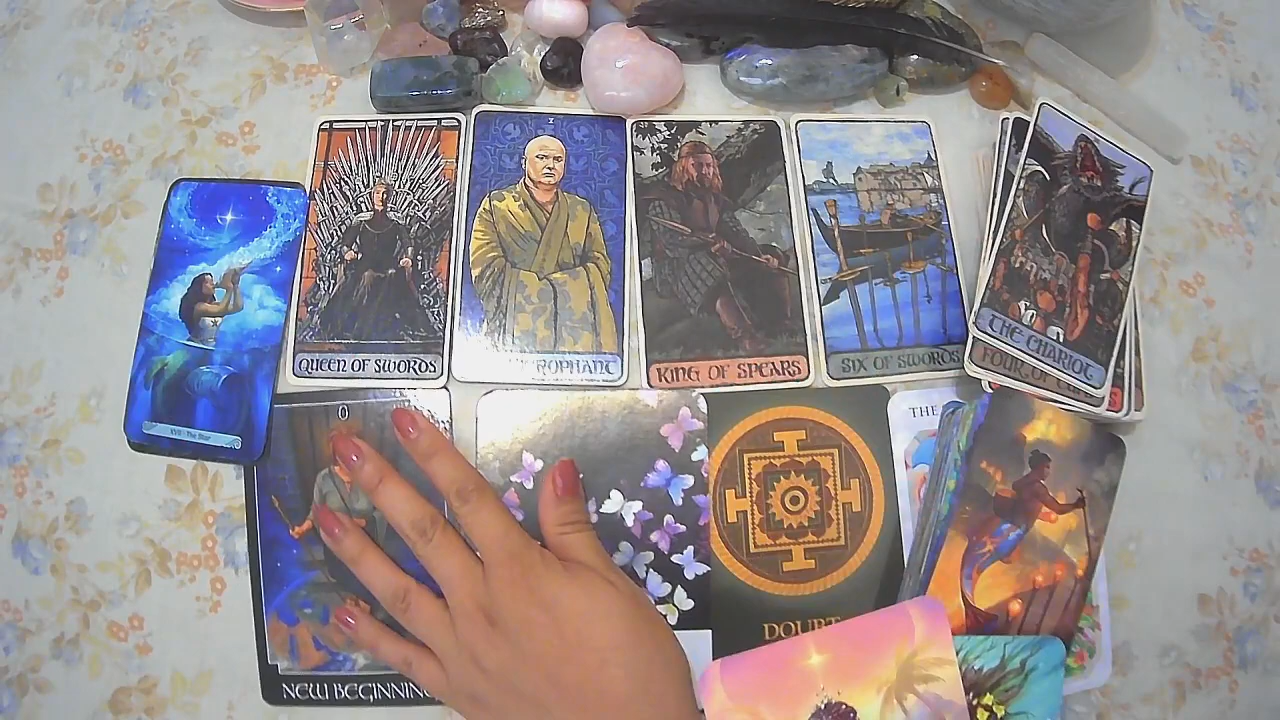 XVII - The Star
QUEEN OF SWORDS
X
ROPHANT
KING OF SPEARS
SIX OF SWORDS
THE CHARIOT
FOUR OF
0
NEW BEGINNING
DOUBT
THE